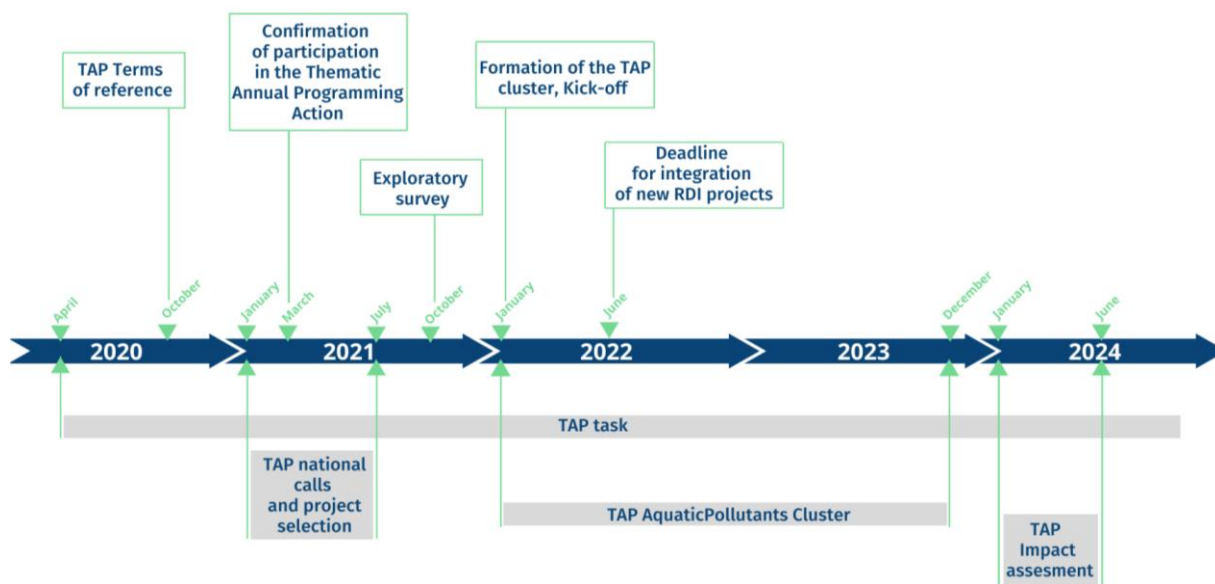 Confirmation
of participation
in the Thematic
Annual Programming
Action
TAP Terms
of reference
Formation of the TAP
cluster, Kick-off
Deadline
for integration
of new RDI projects
Exploratory
survey
April
October
January
March
July
October
January
June
December
January
June
2020
2021
2022
2023
2024
TAP task
TAP national
calls
and project
selection
TAP AquaticPollutants Cluster
TAP
Impact
assesment